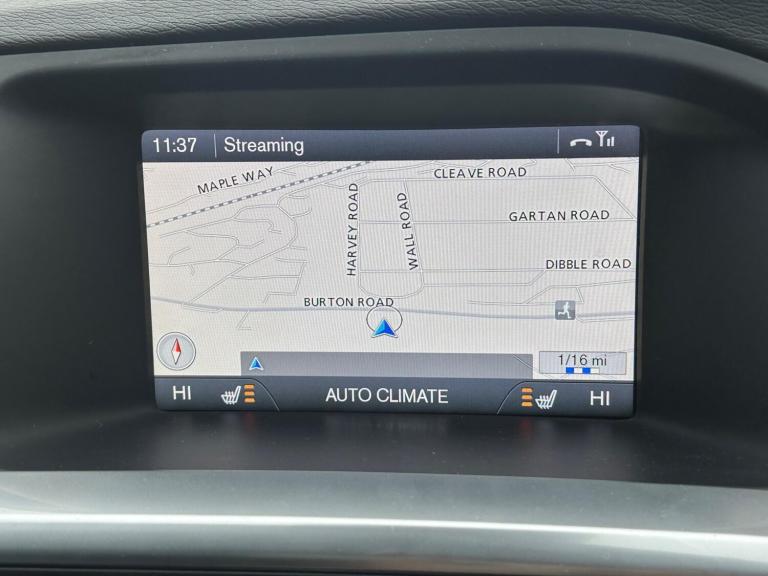 11:37 Streaming
MAPLE WAY
CLEAVE ROAD
HARVEY ROAD
WALL ROAD
GARTAN ROAD
DIBBLE ROAD
BURTON ROAD
1/16 mi
HI AUTO CLIMATE HI